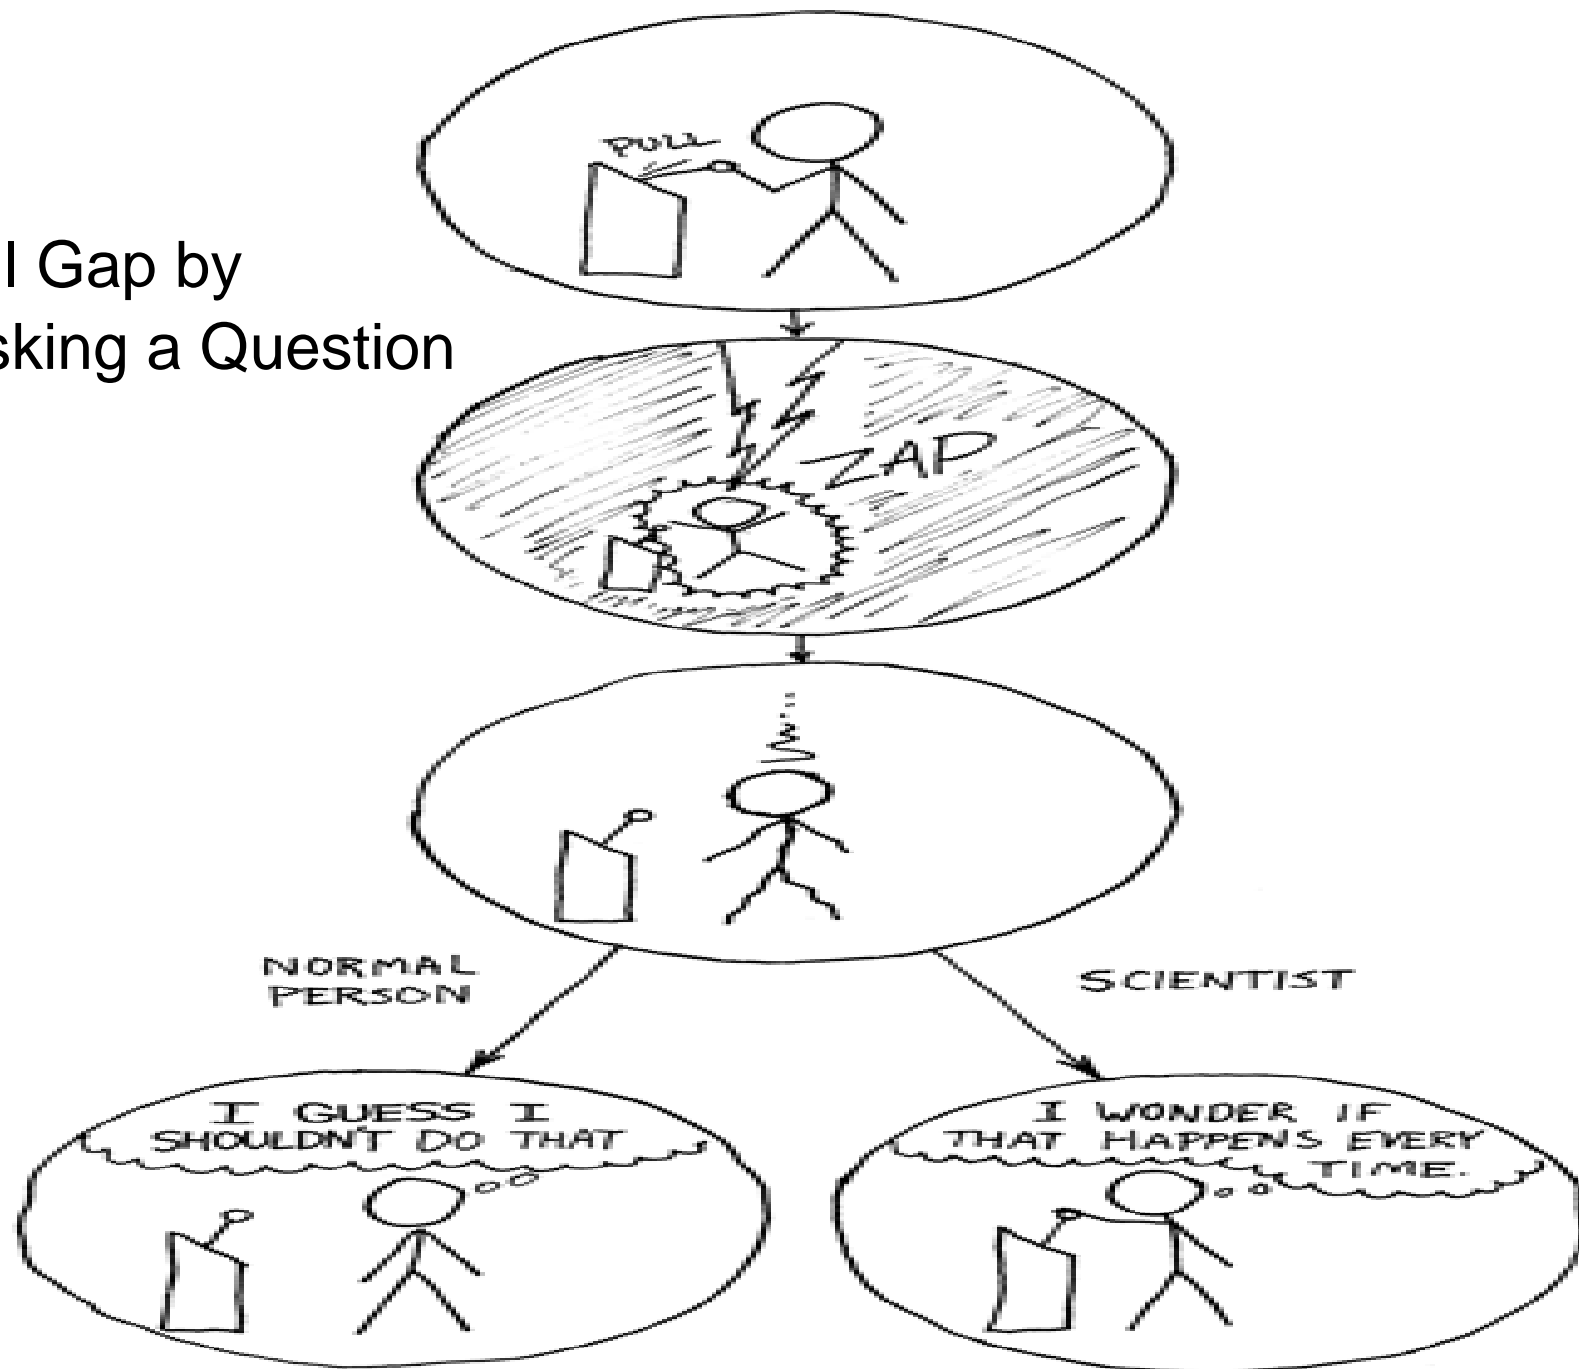 PULL
I Gap by
sking a Question
ZAP
NORMAL
PERSON
SCIENTIST
I GUESS I
SHOULDN'T DO THAT
I WONDER IF
THAT HAPPENS EVERY
TIME.